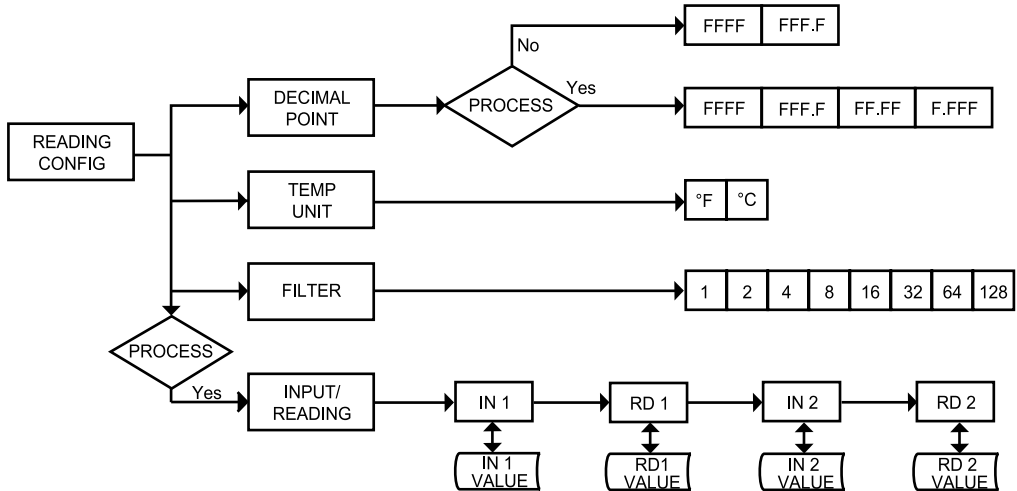 FFFF FFF.F
No
DECIMAL
POINT
PROCESS
Yes
FFFF FFF.F FF.FF F.FFF
READING
CONFIG
TEMP
UNIT
°F °C
FILTER
1 2 4 8 16 32 64 128
PROCESS
Yes
INPUT/
READING
IN 1 RD 1 IN 2 RD 2
IN 1
VALUE
RD1
VALUE
IN 2
VALUE
RD 2
VALUE